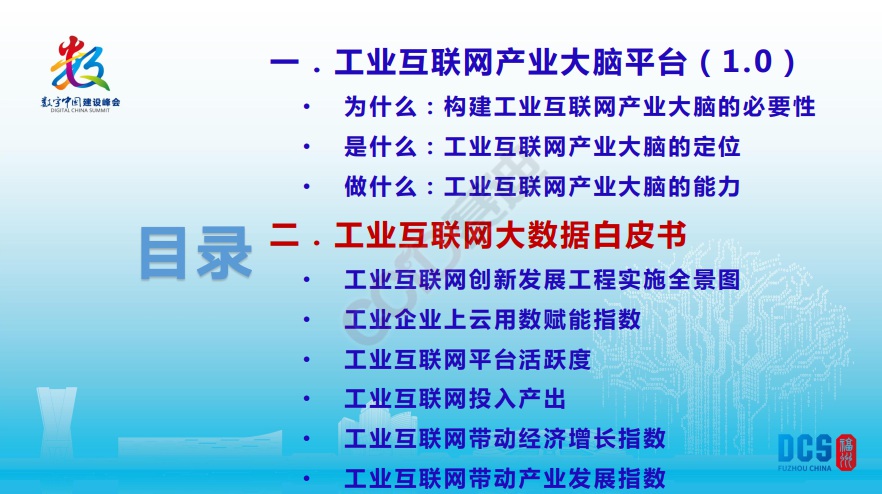 数字中国建设峰会
DIGITAL CHINA SUMMIT
目录
一．工业互联网产业大脑平台（1.0）
• 为什么：构建工业互联网产业大脑的必要性
• 是什么：工业互联网产业大脑的定位
• 做什么：工业互联网产业大脑的能力
二．工业互联网大数据白皮书
• 工业互联网创新发展工程实施全景图
• 工业企业上云用数赋能指数
• 工业互联网平台活跃度
• 工业互联网投入产出
• 工业互联网带动经济增长指数
• 工业互联网带动产业发展指数
DCS 福州
FUZHOU CHINA